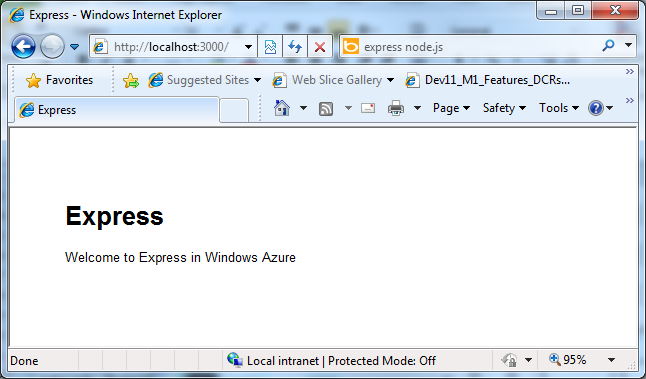 Express - Windows Internet Explorer
http://localhost:3000/
express node.js
Favorites
Suggested Sites
Web Slice Gallery
Dev11_M1_Features_DCRs...
Express
Page
Safety
Tools
Express
Welcome to Express in Windows Azure
Done
Local intranet | Protected Mode: Off
95%